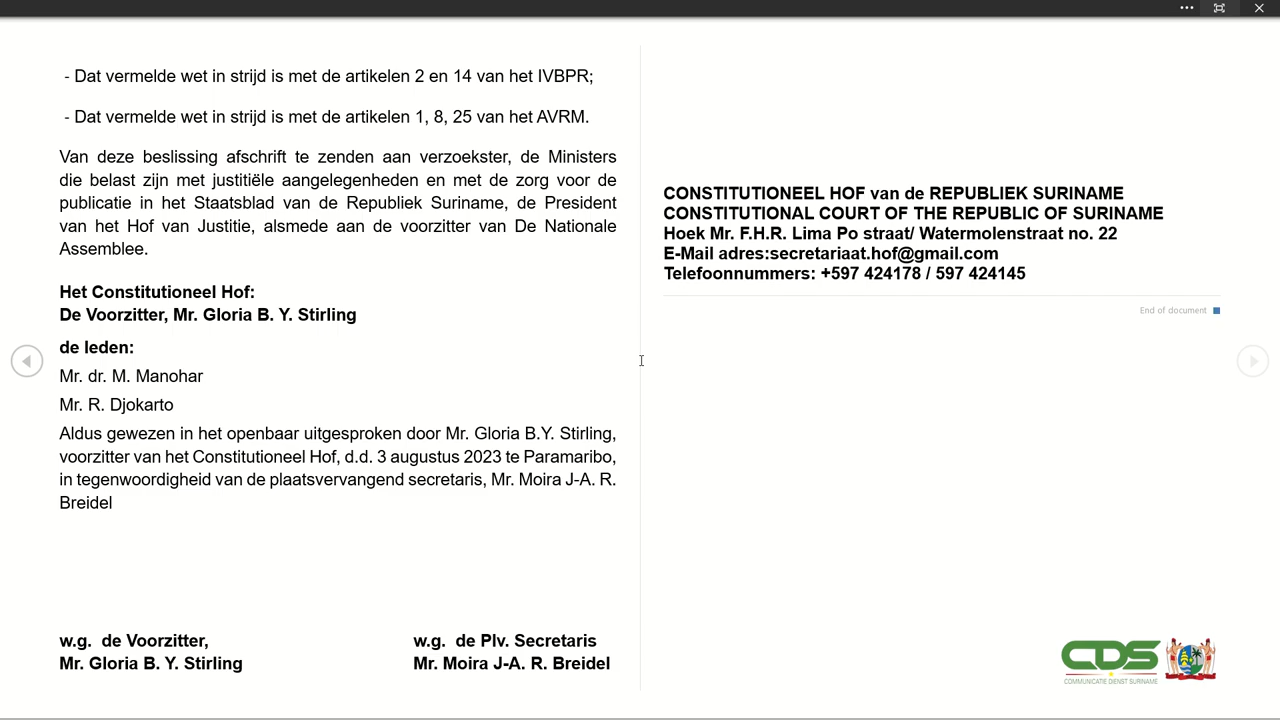 - Dat vermelde wet in strijd is met de artikelen 2 en 14 van het IVBPR;
- Dat vermelde wet in strijd is met de artikelen 1, 8, 25 van het AVRM.
Van deze beslissing afschrift te zenden aan verzoekster, de Ministers
die belast zijn met justitiële aangelegenheden en met de zorg voor de
publicatie in het Staatsblad van de Republiek Suriname, de President
van het Hof van Justitie, alsmede aan de voorzitter van De Nationale
Assemblee.
Het Constitutioneel Hof:
De Voorzitter, Mr. Gloria B. Y. Stirling
de leden:
Mr. dr. M. Manohar
Mr. R. Djokarto
Aldus gewezen in het openbaar uitgesproken door Mr. Gloria B.Y. Stirling,
voorzitter van het Constitutioneel Hof, d.d. 3 augustus 2023 te Paramaribo,
in tegenwoordigheid van de plaatsvervangend secretaris, Mr. Moira J-A. R.
Breidel
w.g. de Voorzitter,
Mr. Gloria B. Y. Stirling
w.g. de Plv. Secretaris
Mr. Moira J-A. R. Breidel
CONSTITUTIONEEL HOF van de REPUBLIEK SURINAME
CONSTITUTIONAL COURT OF THE REPUBLIC OF SURINAME
Hoek Mr. F.H.R. Lima Po straat/ Watermolenstraat no. 22
E-Mail adres:secretariaat.hof@gmail.com
Telefoonnummers: +597 424178 / 597 424145
End of document
CDS
COMMUNICATIE DIENST SURINAME